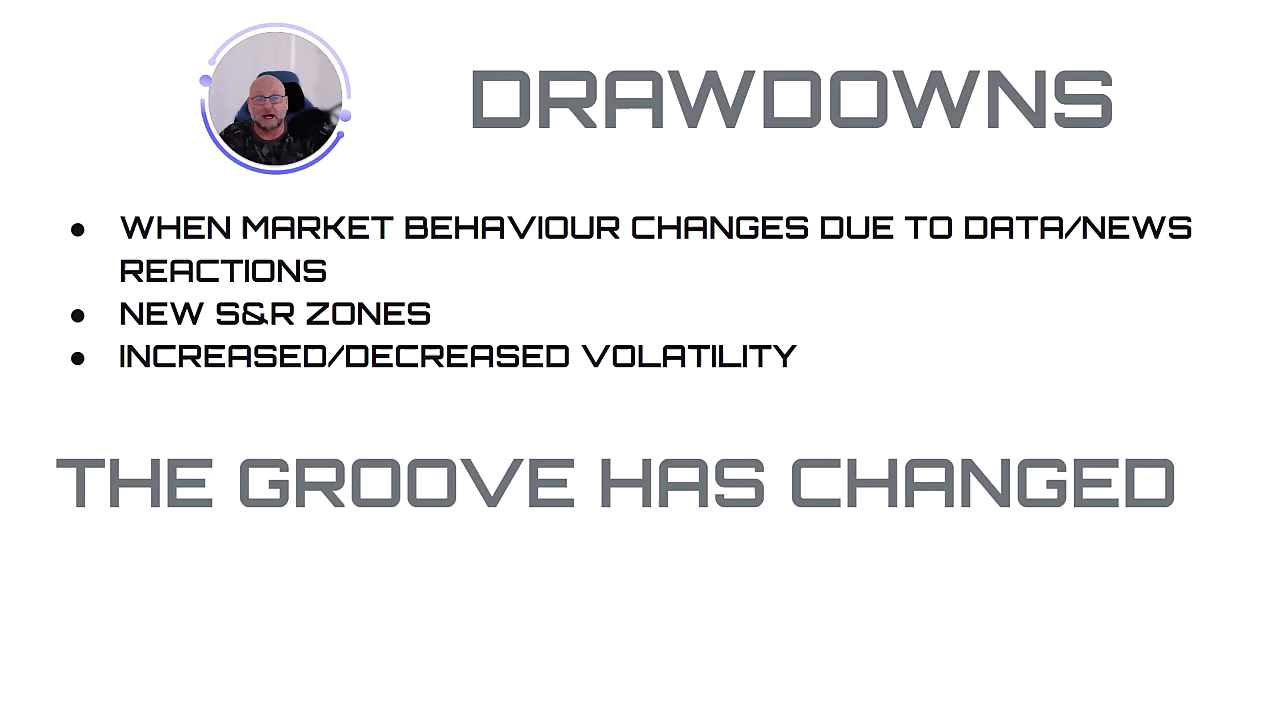 DRAWDOWNS
● WHEN MARKET BEHAVIOUR CHANGES DUE TO DATA/NEWS
REACTIONS
● NEW S&R ZONES
● INCREASED/DECREASED VOLATILITY
THE GROOVE HAS CHANGED